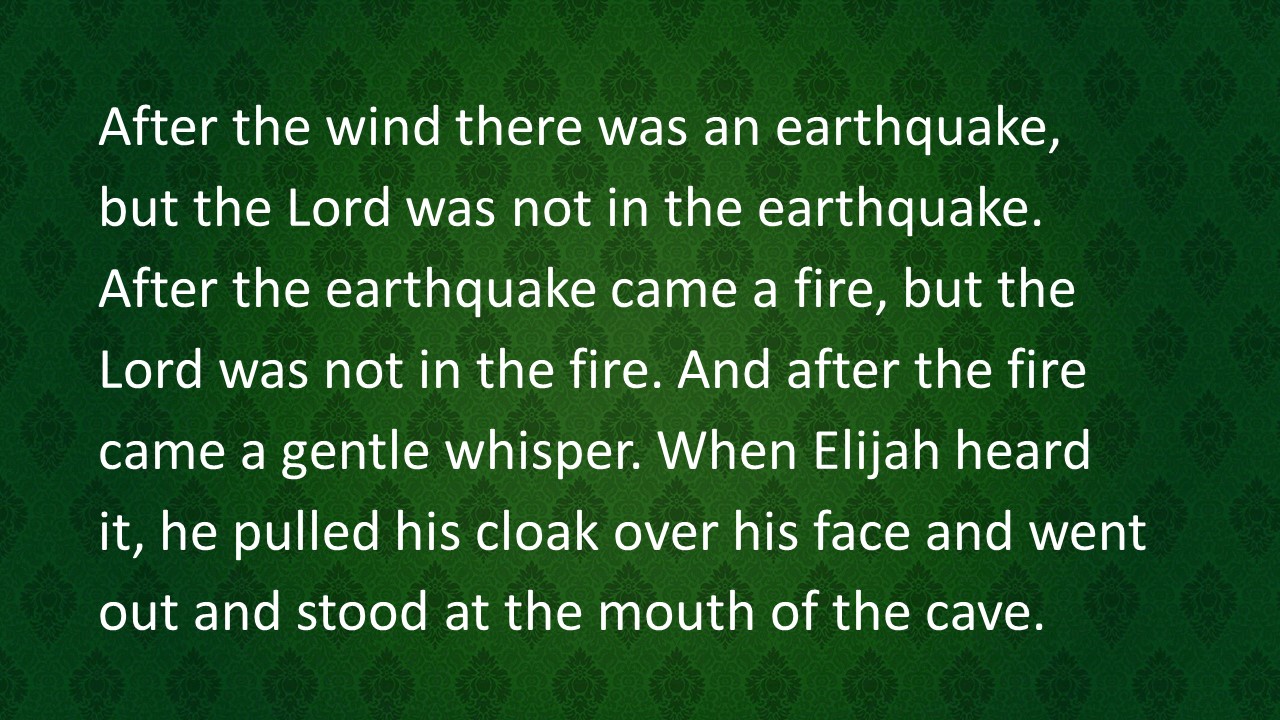 After the wind there was an earthquake,
but the Lord was not in the earthquake.
After the earthquake came a fire, but the
Lord was not in the fire. And after the fire
came a gentle whisper. When Elijah heard
it, he pulled his cloak over his face and went
out and stood at the mouth of the cave.